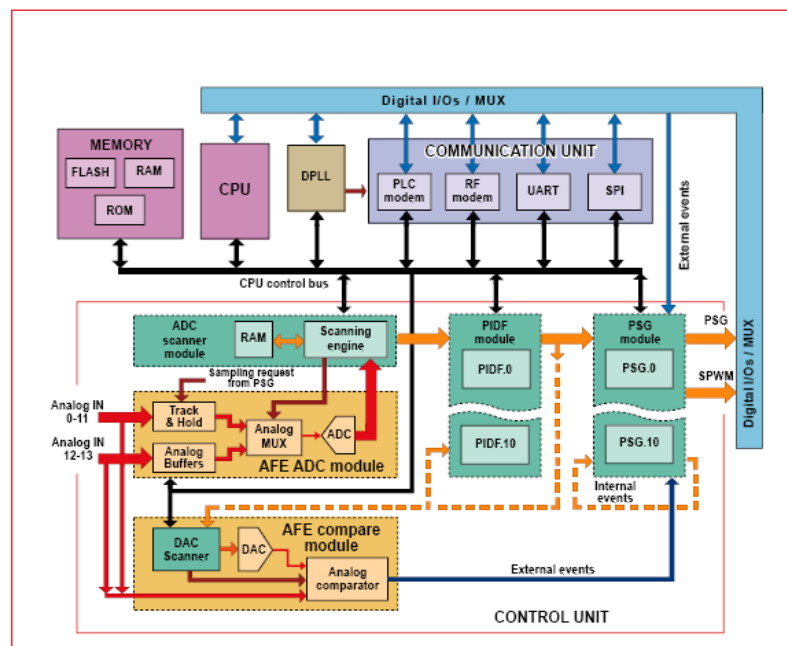 Digital I/Os / MUX
MEMORY
FLASH
RAM
ROM
CPU
DPLL
COMMUNICATION UNIT
PLC
modem
RF
modem
UART
SPI
External events
CPU control bus
ADC
scanner
module
RAM
Scanning
engine
PIDF
module
PIDF.0
PIDF.10
PSG
module
PSG.0
PSG.10
PSG
SPWM
Digital I/Os / MUX
Sampling request
from PSG
Analog IN
0-11
Analog IN
12-13
Track
& Hold
Analog
Buffers
Analog
MUX
ADC
AFE ADC module
Internal
events
AFE compare
module
DAC
Scanner
DAC
Analog
comparator
External events
CONTROL UNIT